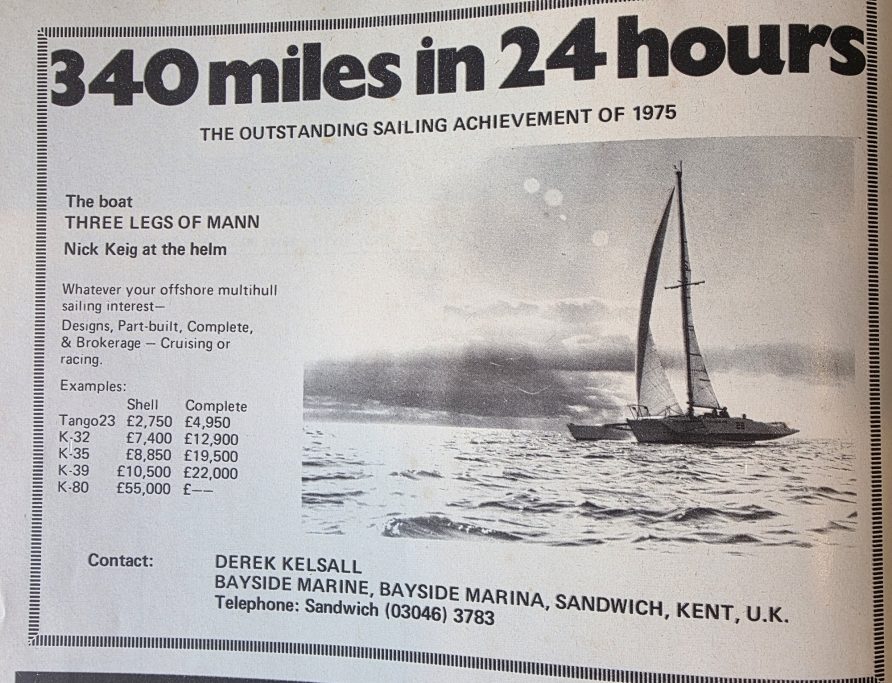 340 miles in 24 hours
THE OUTSTANDING SAILING ACHIEVEMENT OF 1975
The boat
THREE LEGS OF MANN
Nick Keig at the helm
Whatever your offshore multihull
sailing interest—
Designs, Part-built, Complete,
& Brokerage — Cruising or
racing.
Examples:
Shell Complete
Tango23 £2,750 £4,950
K-32 £7,400 £12,900
K-35 £8,850 £19,500
K-39 £10,500 £22,000
K-80 £55,000 £——
Contact: DEREK KELSALL
BAYSIDE MARINE, BAYSIDE MARINA, SANDWICH, KENT, U.K.
Telephone: Sandwich (03046) 3783